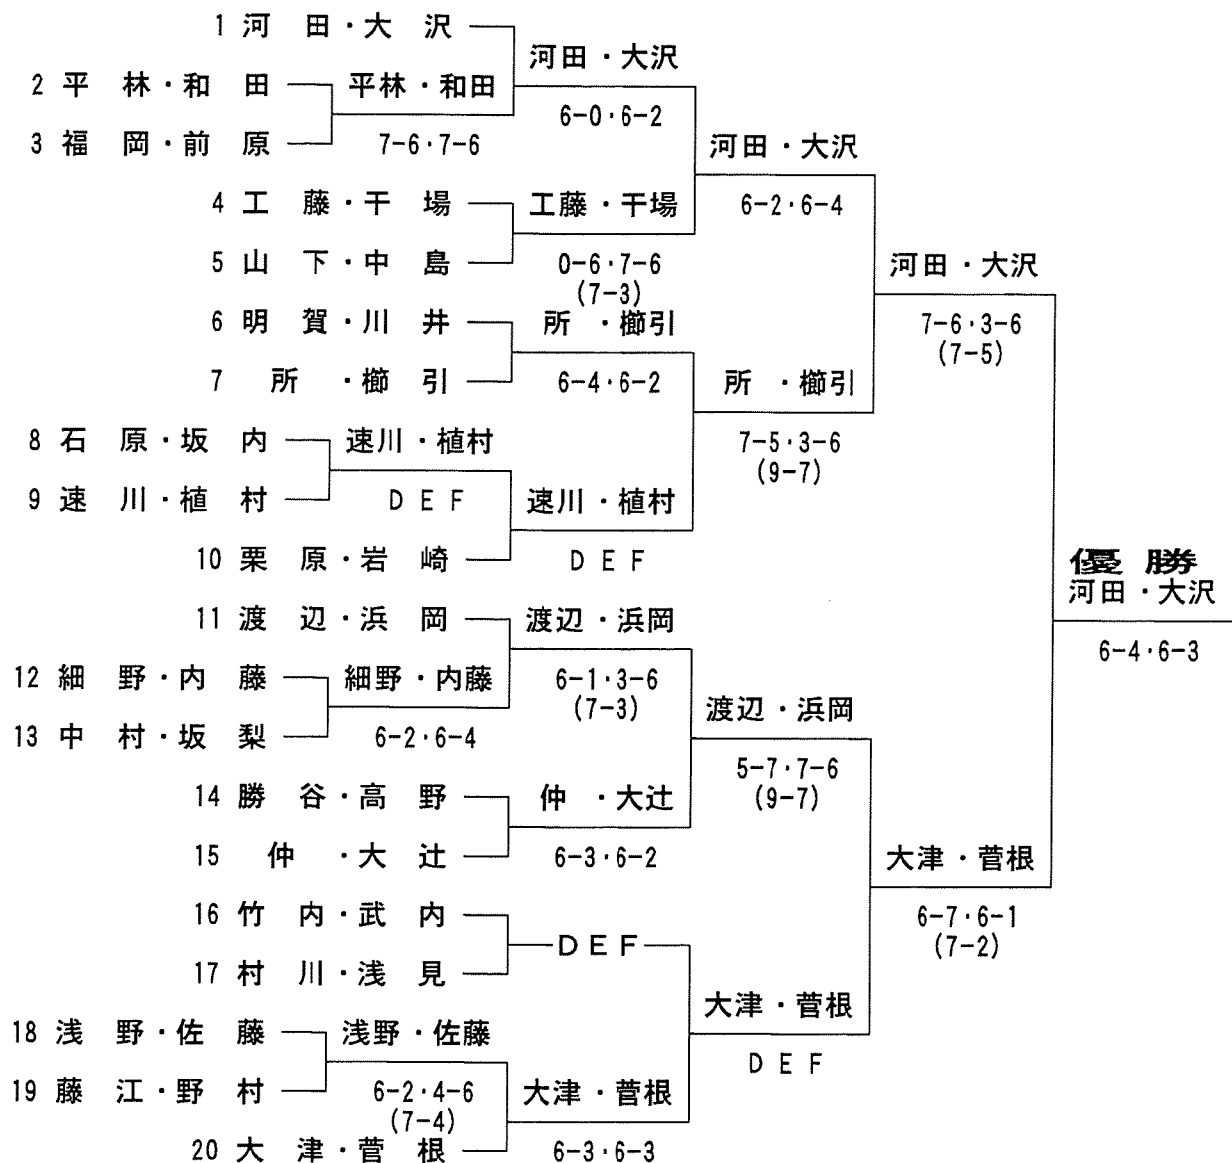 1 河 田・大 沢
河田・大沢
2 平 林・和 田
平林・和田
6-0・6-2
3 福 岡・前 原
7-6・7-6
河田・大沢
4 工 藤・干 場
工藤・干場
6-2・6-4
5 山 下・中 島
0-6・7-6
(7-3)
河田・大沢
6 明 賀・川 井
所 ・櫛引
7-6・3-6
(7-5)
7 所 ・櫛 引
6-4・6-2
所 ・櫛引
8 石 原・坂 内
速川・植村
7-5・3-6
(9-7)
9 速 川・植 村
DEF
速川・植村
10 栗 原・岩 崎
DEF
優 勝
河田・大沢
11 渡 辺・浜 岡
渡辺・浜岡
6-4・6-3
12 細 野・内 藤
細野・内藤
6-1・3-6
(7-3)
渡辺・浜岡
13 中 村・坂 梨
6-2・6-4
5-7・7-6
(9-7)
14 勝 谷・高 野
仲 ・大辻
15 仲 ・大 辻
6-3・6-2
大津・菅根
16 竹 内・武 内
6-7・6-1
(7-2)
DEF
17 村 川・浅 見
大津・菅根
18 浅 野・佐 藤
浅野・佐藤
DEF
19 藤 江・野 村
6-2・4-6
(7-4)
大津・菅根
20 大 津・菅 根
6-3・6-3